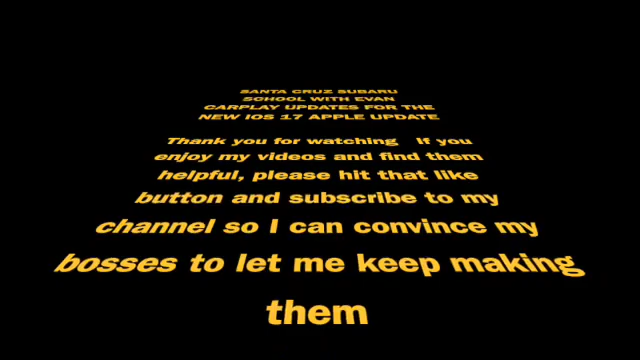 SANTA CRUZ SUBARU
SCHOOL WITH EVAN
CARPLAY UPDATES FOR THE
NEW IOS 17 APPLE UPDATE
Thank you for watching If you
enjoy my videos and find them
helpful, please hit that like
button and subscribe to my
channel so I can convince my
bosses to let me keep making
them